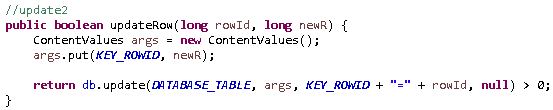 //update2
public boolean updateRow(long rowId, long newR) {
    ContentValues args = new ContentValues();
    args.put(KEY_ROWID, newR);
    return db.update(DATABASE_TABLE, args, KEY_ROWID + "=" + rowId, null) > 0;
}